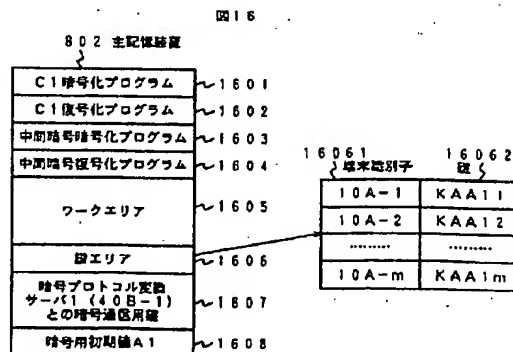 図16
802 主記憶装置
C1暗号化プログラム 1601
C1復号化プログラム 1602
中間暗号暗号化プログラム 1603
中間暗号復号化プログラム 1604
ワークエリア 1605
鍵エリア 1606
暗号プロトコル変換
サーバ1(40B-1)
との暗号通信用鍵 1607
暗号用初期値A1 1608
16061 16062
端末識別子 鍵
10A-1 KAA11
10A-2 KAA12
……… ………
10A-m KAA1m